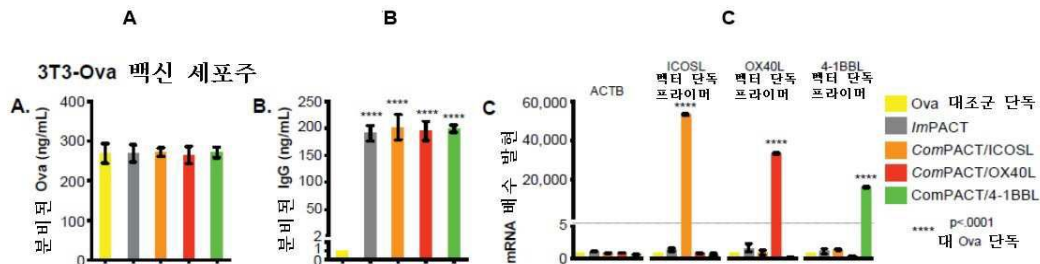 A B C
3T3-Ova 백신 세포주
A.
분비된 Ova (ng/mL)
400
300
200
100
0
B.
분비된 IgG (ng/mL)
250
200
150
100
50
2
1
0
**** **** **** ****
C
mRNA 배수 발현
60,000
40,000
20,000
5
0
ACTB
ICOSL
벡터 단독
프라이머
****
OX40L
벡터 단독
프라이머
****
4-1BBL
벡터 단독
프라이머
****
Ova 대조군 단독
ImPACT
ComPACT/ICOSL
ComPACT/OX40L
ComPACT/4-1BBL
p<.0001
**** 대 Ova 단독